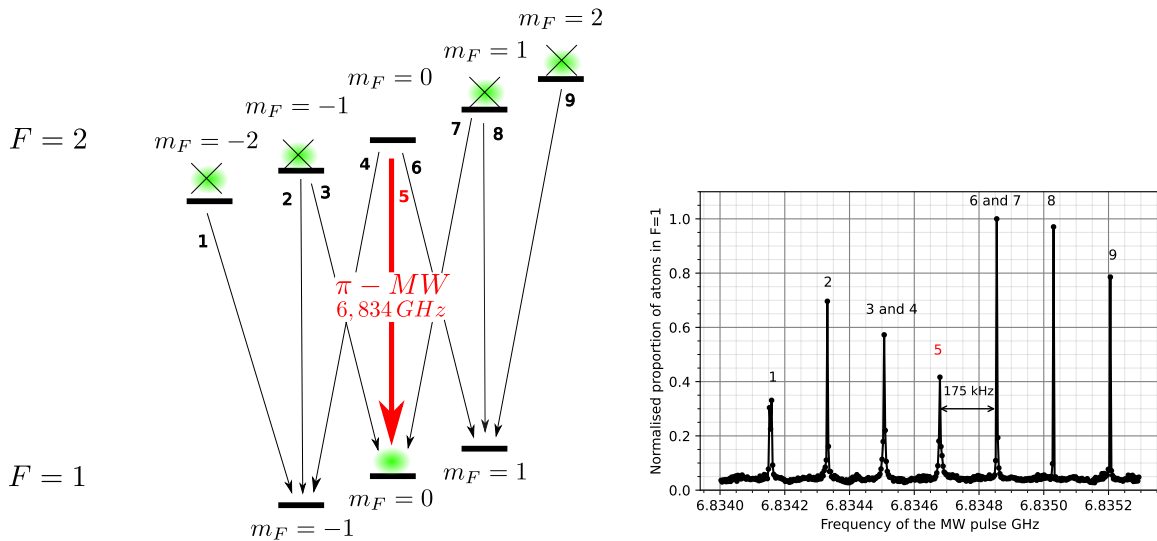 m_F = 2
m_F = 1
m_F = 0
m_F = −1
F = 2
m_F = −2
1
2
3
4
5
6
7
8
9
π − MW
6,834 GHz
F = 1
m_F = 1
m_F = 0
m_F = −1
Normalised proportion of atoms in F=1
1.0
0.8
0.6
0.4
0.2
0.0
6 and 7
8
9
2
3 and 4
5
1
175 kHz
6.8340 6.8342 6.8344 6.8346 6.8348 6.8350 6.8352
Frequency of the MW pulse GHz